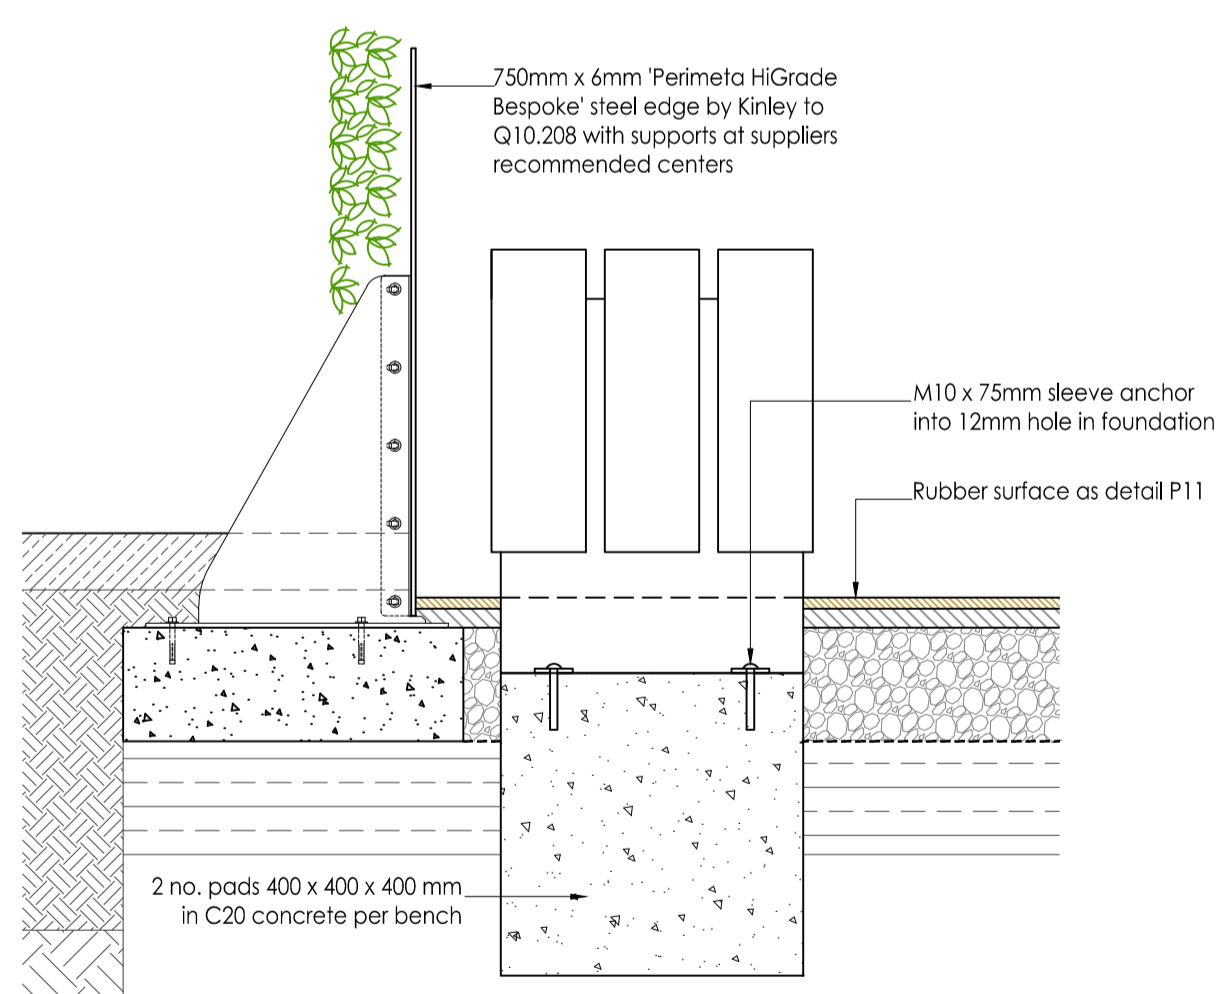 750mm x 6mm 'Perimeta HiGrade
Bespoke' steel edge by Kinley to
Q10.208 with supports at suppliers
recommended centers
M10 x 75mm sleeve anchor
into 12mm hole in foundation
Rubber surface as detail P11
2 no. pads 400 x 400 x 400 mm
in C20 concrete per bench